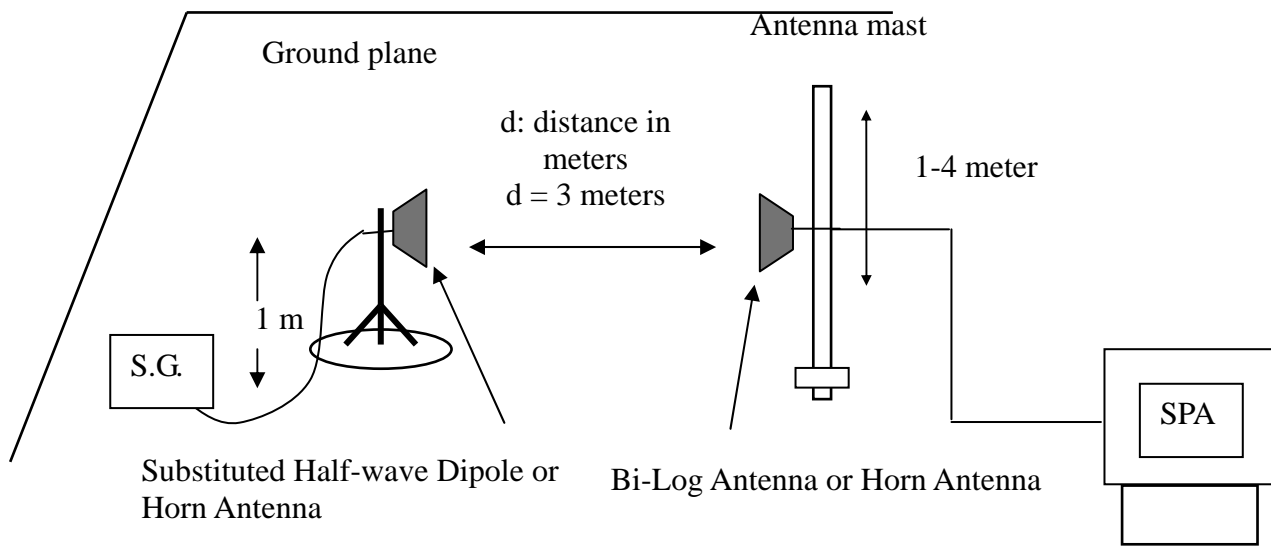 Antenna mast
Ground plane
d: distance in
meters
d = 3 meters
1-4 meter
1 m
S.G.
SPA
Substituted Half-wave Dipole or
Horn Antenna
Bi-Log Antenna or Horn Antenna